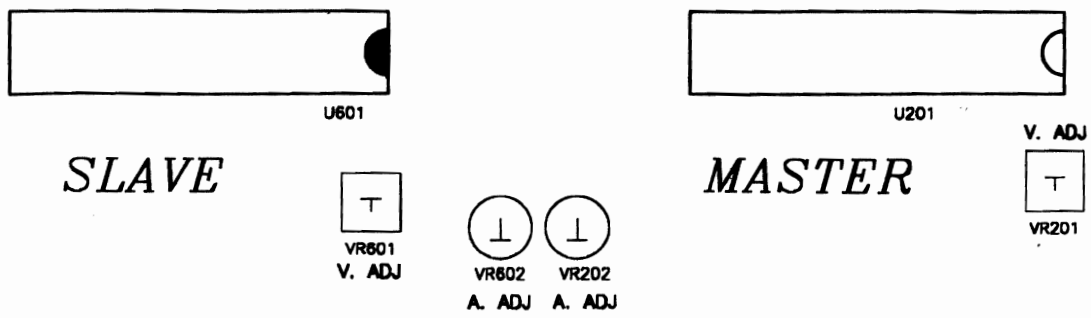 U601
U201
V. ADJ
SLAVE
MASTER
VR601
V. ADJ
VR201
VR602
VR202
A. ADJ
A. ADJ